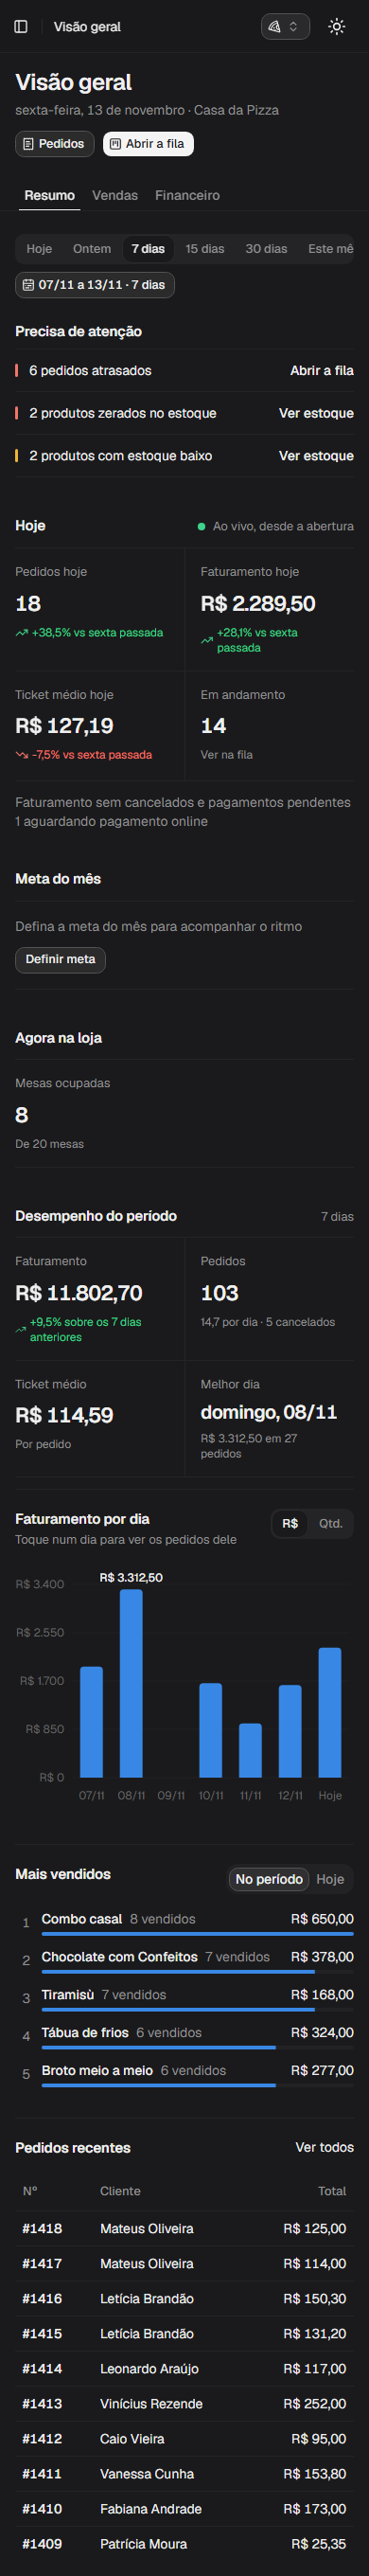 Visão geral
Visão geral
sexta-feira, 13 de novembro · Casa da Pizza
Pedidos
Abrir a fila
Resumo Vendas Financeiro
Hoje Ontem 7 dias 15 dias 30 dias Este mê
07/11 a 13/11 · 7 dias
Precisa de atenção
6 pedidos atrasados Abrir a fila
2 produtos zerados no estoque Ver estoque
2 produtos com estoque baixo Ver estoque
Hoje Ao vivo, desde a abertura
Pedidos hoje
18
+38,5% vs sexta passada
Faturamento hoje
R$ 2.289,50
+28,1% vs sexta
passada
Ticket médio hoje
R$ 127,19
-7,5% vs sexta passada
Em andamento
14
Ver na fila
Faturamento sem cancelados e pagamentos pendentes
1 aguardando pagamento online
Meta do mês
Defina a meta do mês para acompanhar o ritmo
Definir meta
Agora na loja
Mesas ocupadas
8
De 20 mesas
Desempenho do período 7 dias
Faturamento
R$ 11.802,70
+9,5% sobre os 7 dias
anteriores
Pedidos
103
14,7 por dia · 5 cancelados
Ticket médio
R$ 114,59
Por pedido
Melhor dia
domingo, 08/11
R$ 3.312,50 em 27
pedidos
Faturamento por dia
Toque num dia para ver os pedidos dele
R$ Qtd.
R$ 3.312,50
R$ 3.400
R$ 2.550
R$ 1.700
R$ 850
R$ 0
07/11 08/11 09/11 10/11 11/11 12/11 Hoje
Mais vendidos
No período Hoje
1 Combo casal 8 vendidos R$ 650,00
2 Chocolate com Confeitos 7 vendidos R$ 378,00
3 Tiramisù 7 vendidos R$ 168,00
4 Tábua de frios 6 vendidos R$ 324,00
5 Broto meio a meio 6 vendidos R$ 277,00
Pedidos recentes Ver todos
Nº Cliente Total
#1418 Mateus Oliveira R$ 125,00
#1417 Mateus Oliveira R$ 114,00
#1416 Letícia Brandão R$ 150,30
#1415 Letícia Brandão R$ 131,20
#1414 Leonardo Araújo R$ 117,00
#1413 Vinícius Rezende R$ 252,00
#1412 Caio Vieira R$ 95,00
#1411 Vanessa Cunha R$ 153,80
#1410 Fabiana Andrade R$ 173,00
#1409 Patrícia Moura R$ 25,35